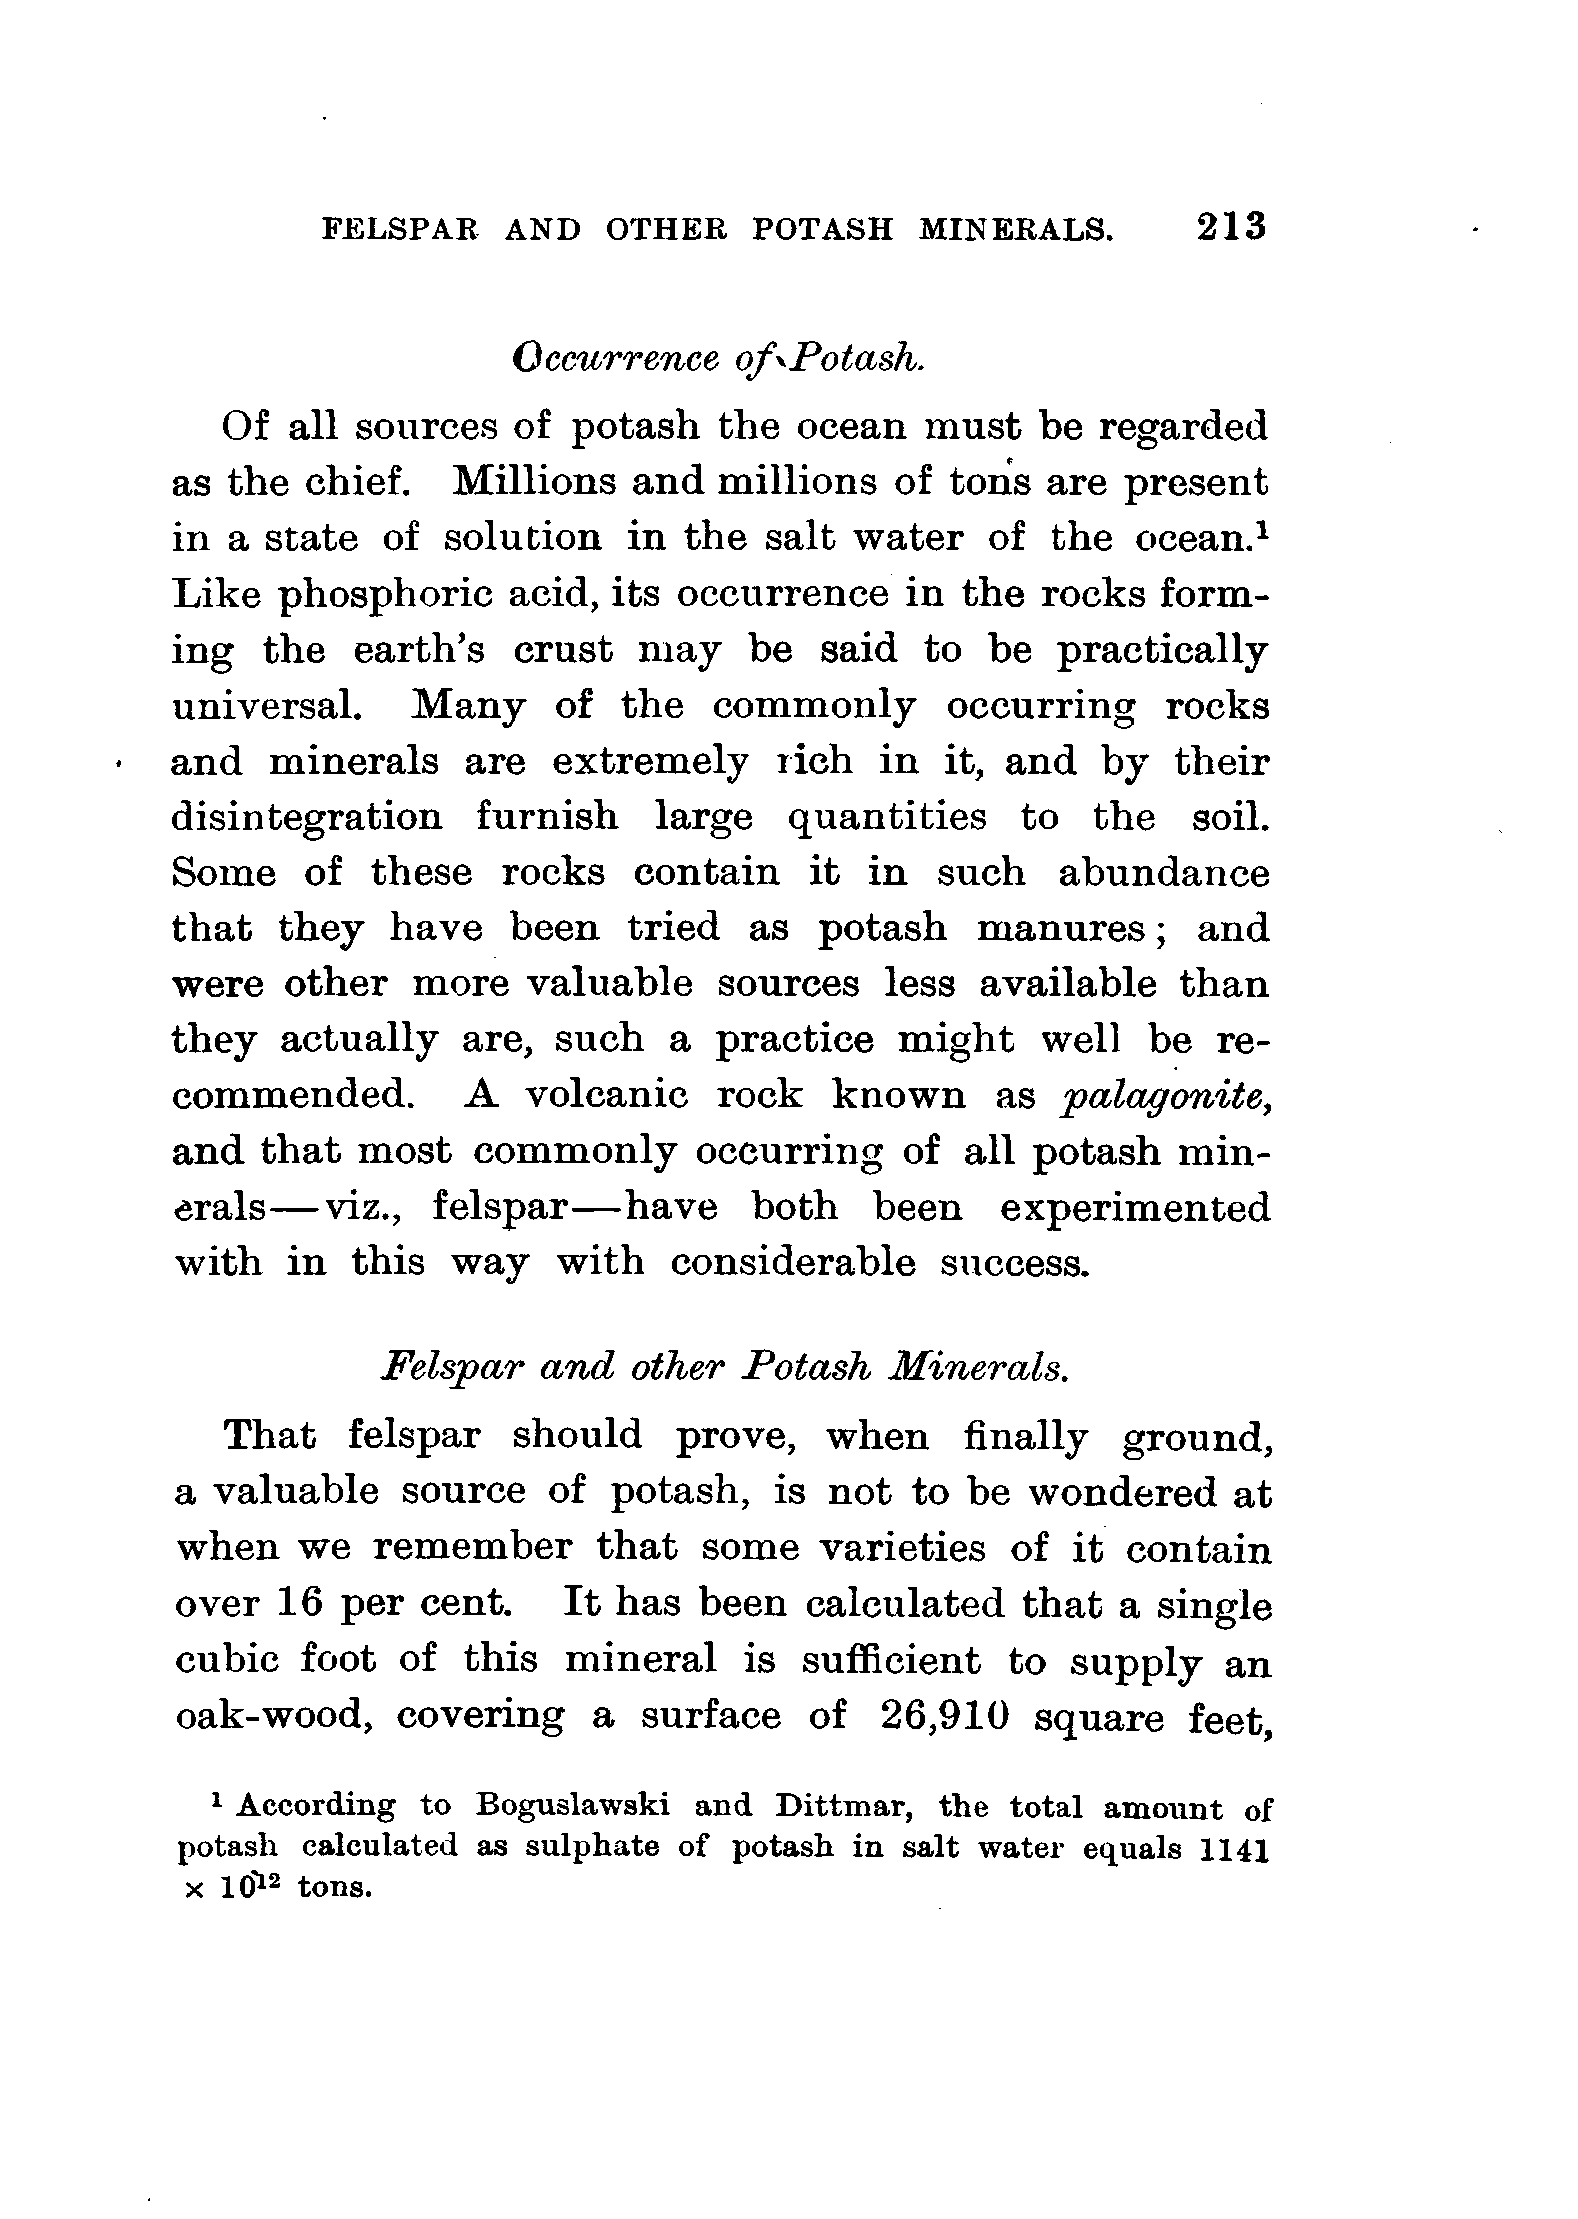 FELSPAR AND OTHER POTASH MINERALS. 213
Occurrence of Potash.
Of all sources of potash the ocean must be regarded
as the chief. Millions and millions of tons are present
in a state of solution in the salt water of the ocean.¹
Like phosphoric acid, its occurrence in the rocks form-
ing the earth's crust may be said to be practically
universal. Many of the commonly occurring rocks
and minerals are extremely rich in it, and by their
disintegration furnish large quantities to the soil.
Some of these rocks contain it in such abundance
that they have been tried as potash manures; and
were other more valuable sources less available than
they actually are, such a practice might well be re-
commended. A volcanic rock known as palagonite,
and that most commonly occurring of all potash min-
erals—viz., felspar—have both been experimented
with in this way with considerable success.
Felspar and other Potash Minerals.
That felspar should prove, when finally ground,
a valuable source of potash, is not to be wondered at
when we remember that some varieties of it contain
over 16 per cent. It has been calculated that a single
cubic foot of this mineral is sufficient to supply an
oak-wood, covering a surface of 26,910 square feet,
¹ According to Boguslawski and Dittmar, the total amount of
potash calculated as sulphate of potash in salt water equals 1141
× 10¹² tons.